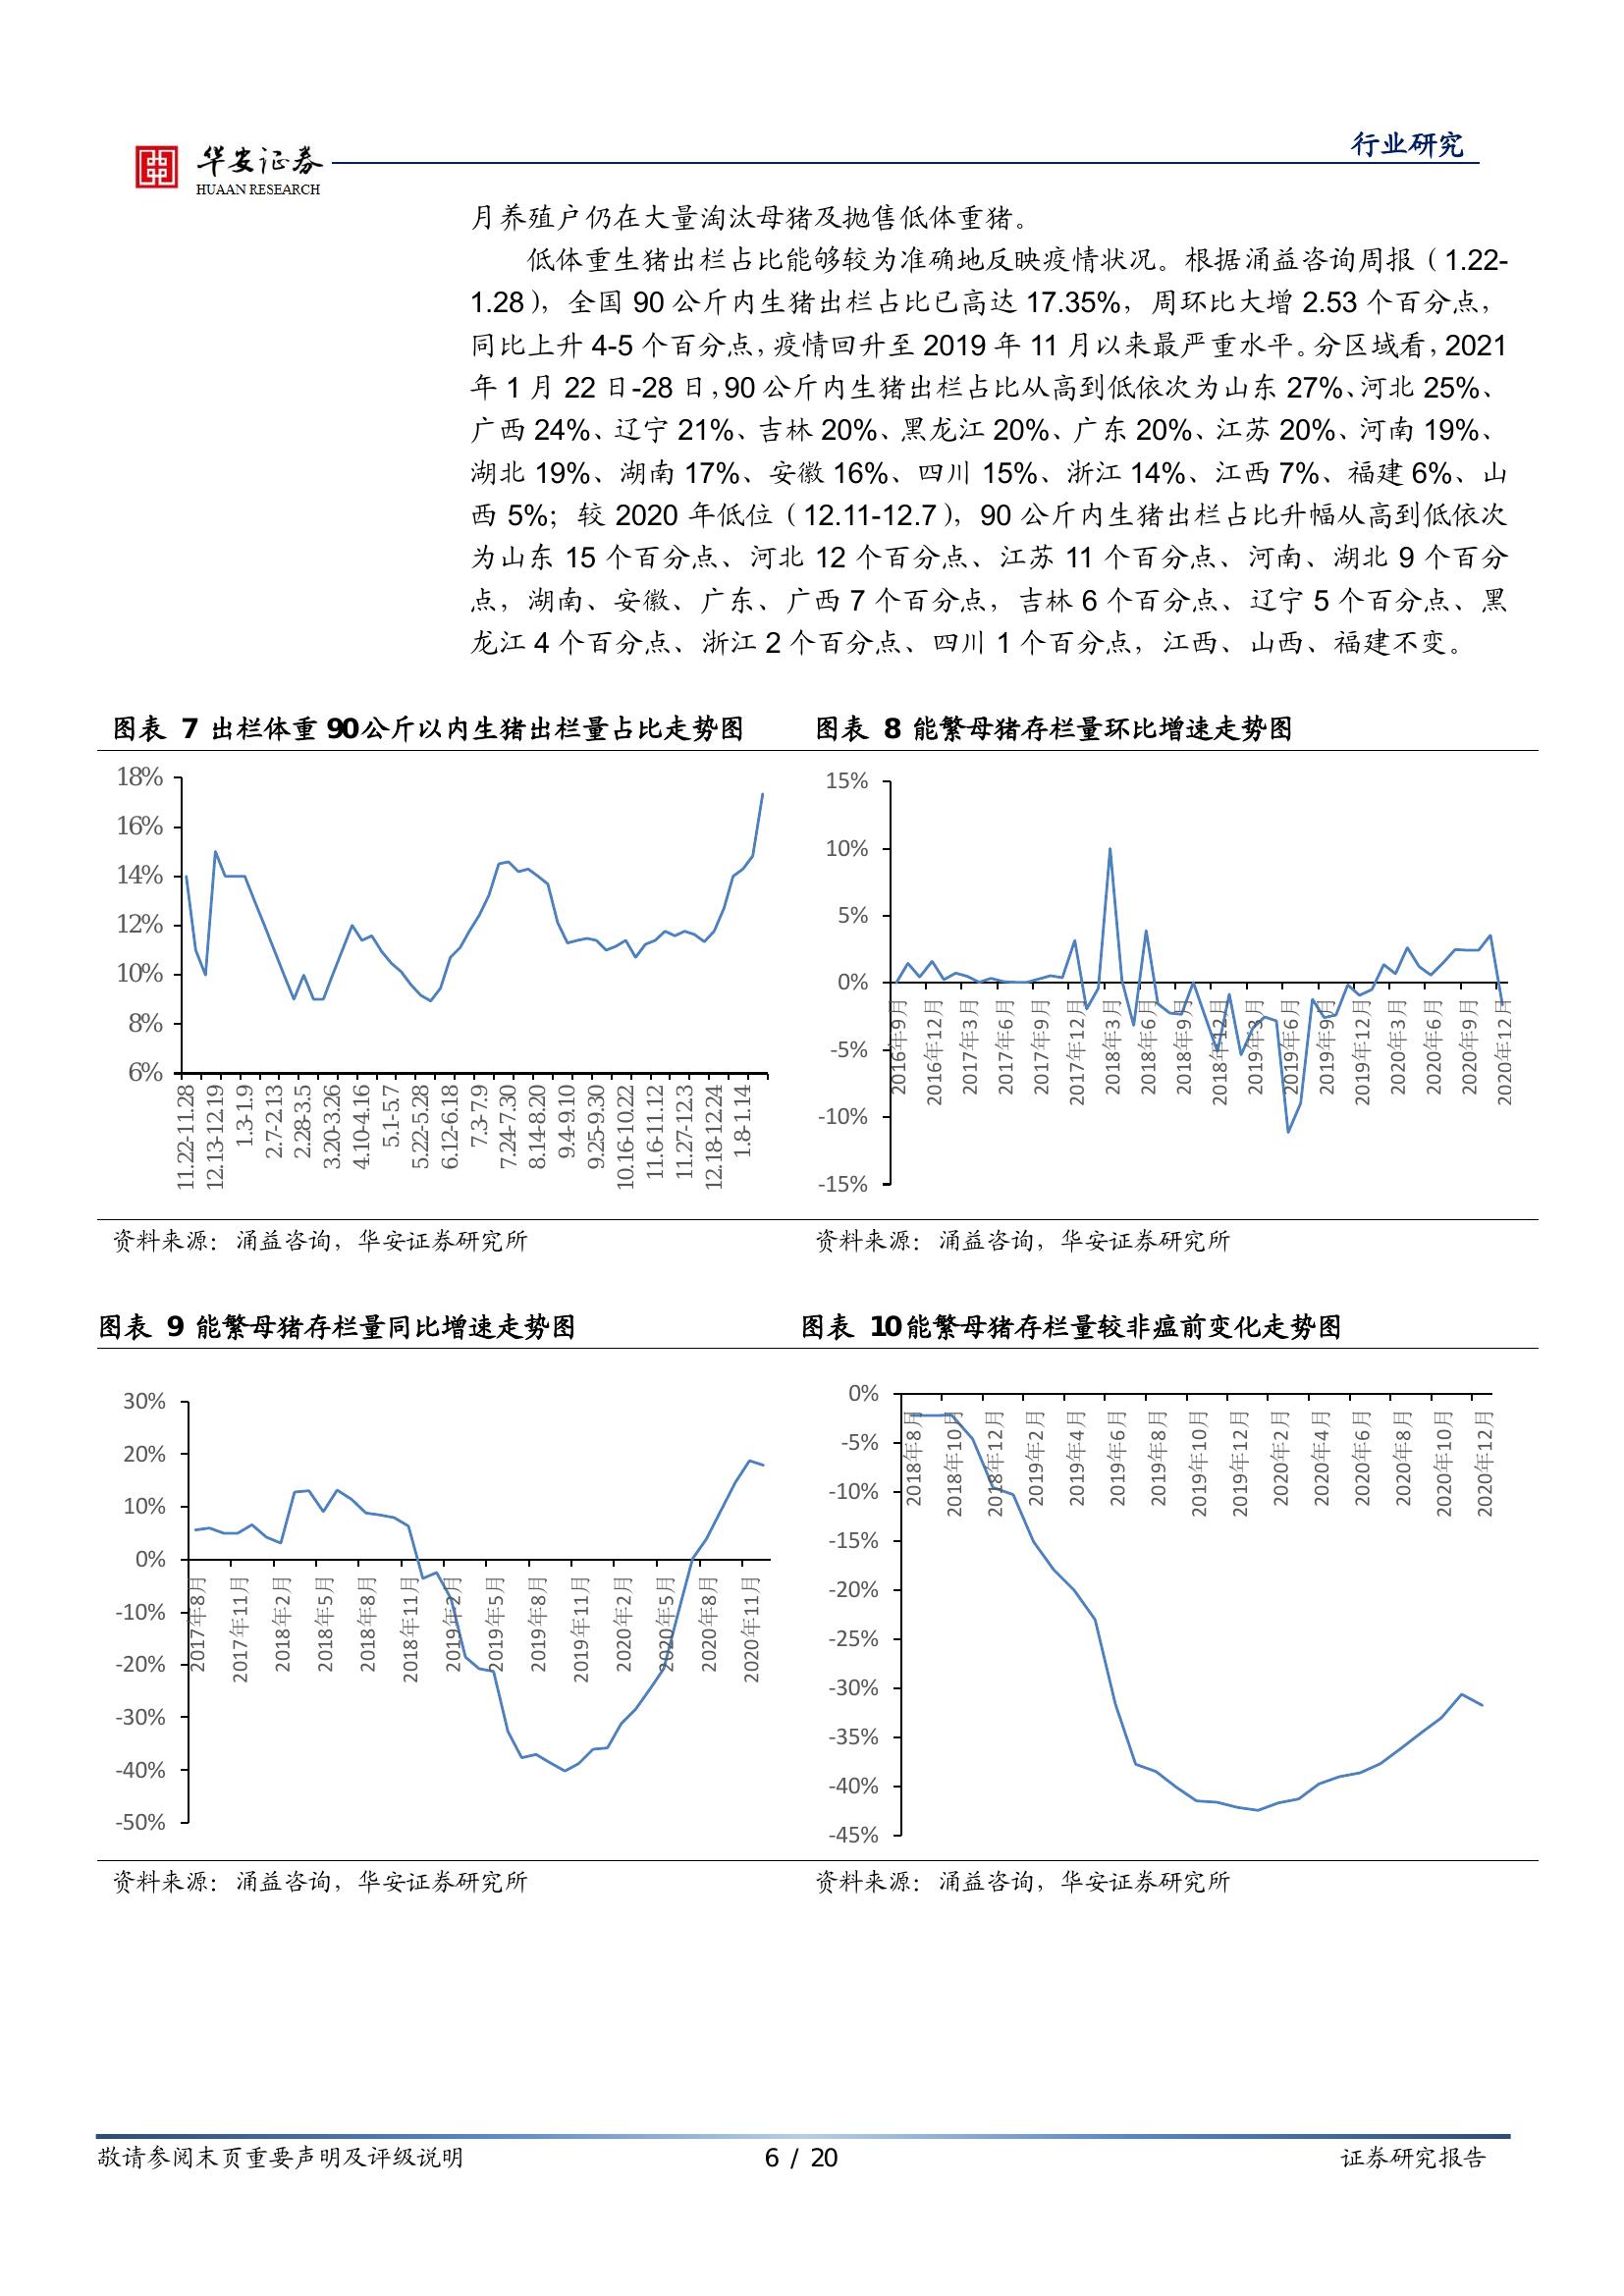 华安证券
HUAAN RESEARCH
行业研究
月养殖户仍在大量淘汰母猪及抛售低体重猪。
低体重生猪出栏占比能够较为准确地反映疫情状况。根据涌益咨询周报（1.22-
1.28），全国 90 公斤内生猪出栏占比已高达 17.35%，周环比大增 2.53 个百分点，
同比上升 4-5 个百分点，疫情回升至 2019 年 11 月以来最严重水平。分区域看，2021
年 1 月 22 日-28 日，90 公斤内生猪出栏占比从高到低依次为山东 27%、河北 25%、
广西 24%、辽宁 21%、吉林 20%、黑龙江 20%、广东 20%、江苏 20%、河南 19%、
湖北 19%、湖南 17%、安徽 16%、四川 15%、浙江 14%、江西 7%、福建 6%、山
西 5%；较 2020 年低位（12.11-12.7），90 公斤内生猪出栏占比升幅从高到低依次
为山东 15 个百分点、河北 12 个百分点、江苏 11 个百分点、河南、湖北 9 个百分
点，湖南、安徽、广东、广西 7 个百分点，吉林 6 个百分点、辽宁 5 个百分点、黑
龙江 4 个百分点、浙江 2 个百分点、四川 1 个百分点，江西、山西、福建不变。
图表 7 出栏体重 90 公斤以内生猪出栏量占比走势图
18%
16%
14%
12%
10%
8%
6%
11.22-11.28
12.13-12.19
1.3-1.9
2.7-2.13
2.28-3.5
3.20-3.26
4.10-4.16
5.1-5.7
5.22-5.28
6.12-6.18
7.3-7.9
7.24-7.30
8.14-8.20
9.4-9.10
9.25-9.30
10.16-10.22
11.6-11.12
11.27-12.3
12.18-12.24
1.8-1.14
资料来源：涌益咨询，华安证券研究所
图表 8 能繁母猪存栏量环比增速走势图
15%
10%
5%
0%
-5%
-10%
-15%
2016年9月
2016年12月
2017年3月
2017年6月
2017年9月
2017年12月
2018年3月
2018年6月
2018年9月
2018年12月
2019年3月
2019年6月
2019年9月
2019年12月
2020年3月
2020年6月
2020年9月
2020年12月
资料来源：涌益咨询，华安证券研究所
图表 9 能繁母猪存栏量同比增速走势图
30%
20%
10%
0%
-10%
-20%
-30%
-40%
-50%
2017年8月
2017年11月
2018年2月
2018年5月
2018年8月
2018年11月
2019年2月
2019年5月
2019年8月
2019年11月
2020年2月
2020年5月
2020年8月
2020年11月
资料来源：涌益咨询，华安证券研究所
图表 10 能繁母猪存栏量较非瘟前变化走势图
0%
-5%
-10%
-15%
-20%
-25%
-30%
-35%
-40%
-45%
2018年8月
2018年10月
2018年12月
2019年2月
2019年4月
2019年6月
2019年8月
2019年10月
2019年12月
2020年2月
2020年4月
2020年6月
2020年8月
2020年10月
2020年12月
资料来源：涌益咨询，华安证券研究所
敬请参阅末页重要声明及评级说明
6 / 20
证券研究报告